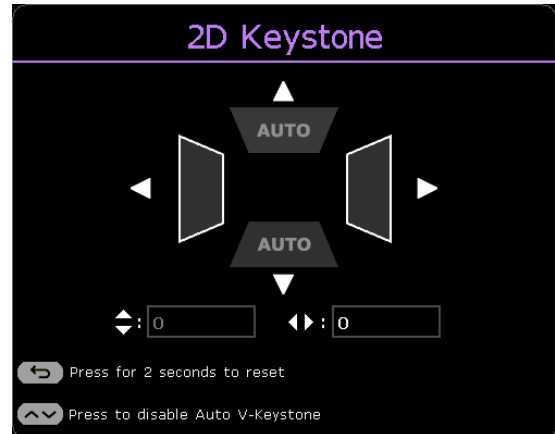 2D Keystone
AUTO
AUTO
: 0 : 0
Press for 2 seconds to reset
Press to disable Auto V-Keystone